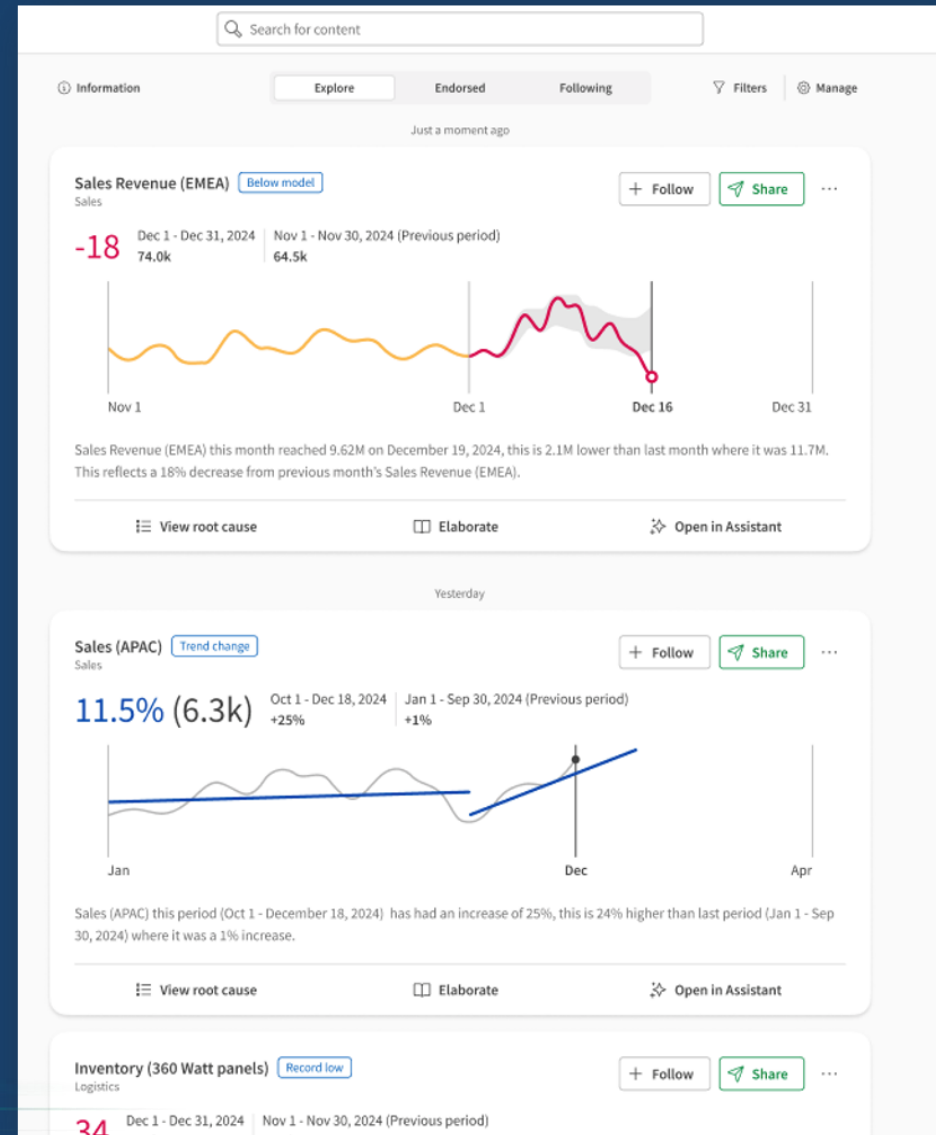 Search for content
Information
Explore
Endorsed
Following
Filters
Manage
Just a moment ago
Sales Revenue (EMEA) Below model
+ Follow
Share
...
Sales
-18
Dec 1 - Dec 31, 2024
74.0k
Nov 1 - Nov 30, 2024 (Previous period)
64.5k
Nov 1
Dec 1
Dec 16
Dec 31
Sales Revenue (EMEA) this month reached 9.62M on December 19, 2024, this is 2.1M lower than last month where it was 11.7M.
This reflects a 18% decrease from previous month's Sales Revenue (EMEA).
View root cause
Elaborate
Open in Assistant
Yesterday
Sales (APAC) Trend change
+ Follow
Share
...
Sales
11.5% (6.3k)
Oct 1 - Dec 18, 2024
+25%
Jan 1 - Sep 30, 2024 (Previous period)
+1%
Jan
Dec
Apr
Sales (APAC) this period (Oct 1 - December 18, 2024) has had an increase of 25%, this is 24% higher than last period (Jan 1 - Sep
30, 2024) where it was a 1% increase.
View root cause
Elaborate
Open in Assistant
Inventory (360 Watt panels) Record low
+ Follow
Share
...
Logistics
34
Dec 1 - Dec 31, 2024
Nov 1 - Nov 30, 2024 (Previous period)